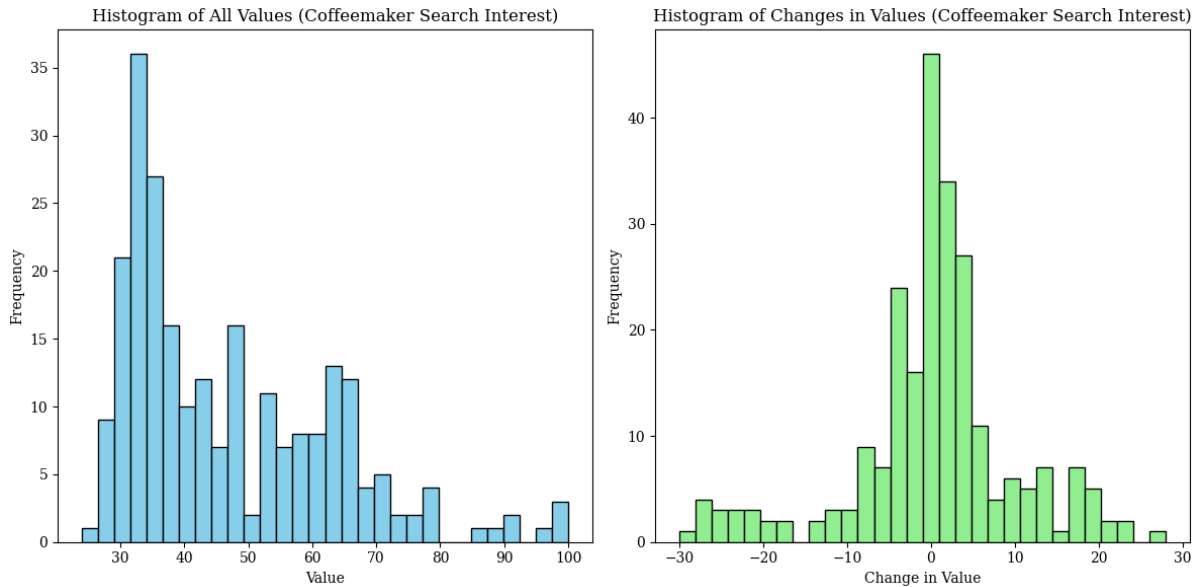 Histogram of All Values (Coffeemaker Search Interest)
35
30
25
20
15
10
5
0
Frequency
30 40 50 60 70 80 90 100
Value
Histogram of Changes in Values (Coffeemaker Search Interest)
40
30
20
10
0
Frequency
−30 −20 −10 0 10 20 30
Change in Value